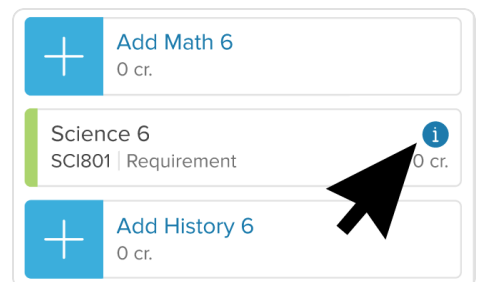 Add Math 6
0 cr.
Science 6
SCI801 | Requirement
0 cr.
Add History 6
0 cr.